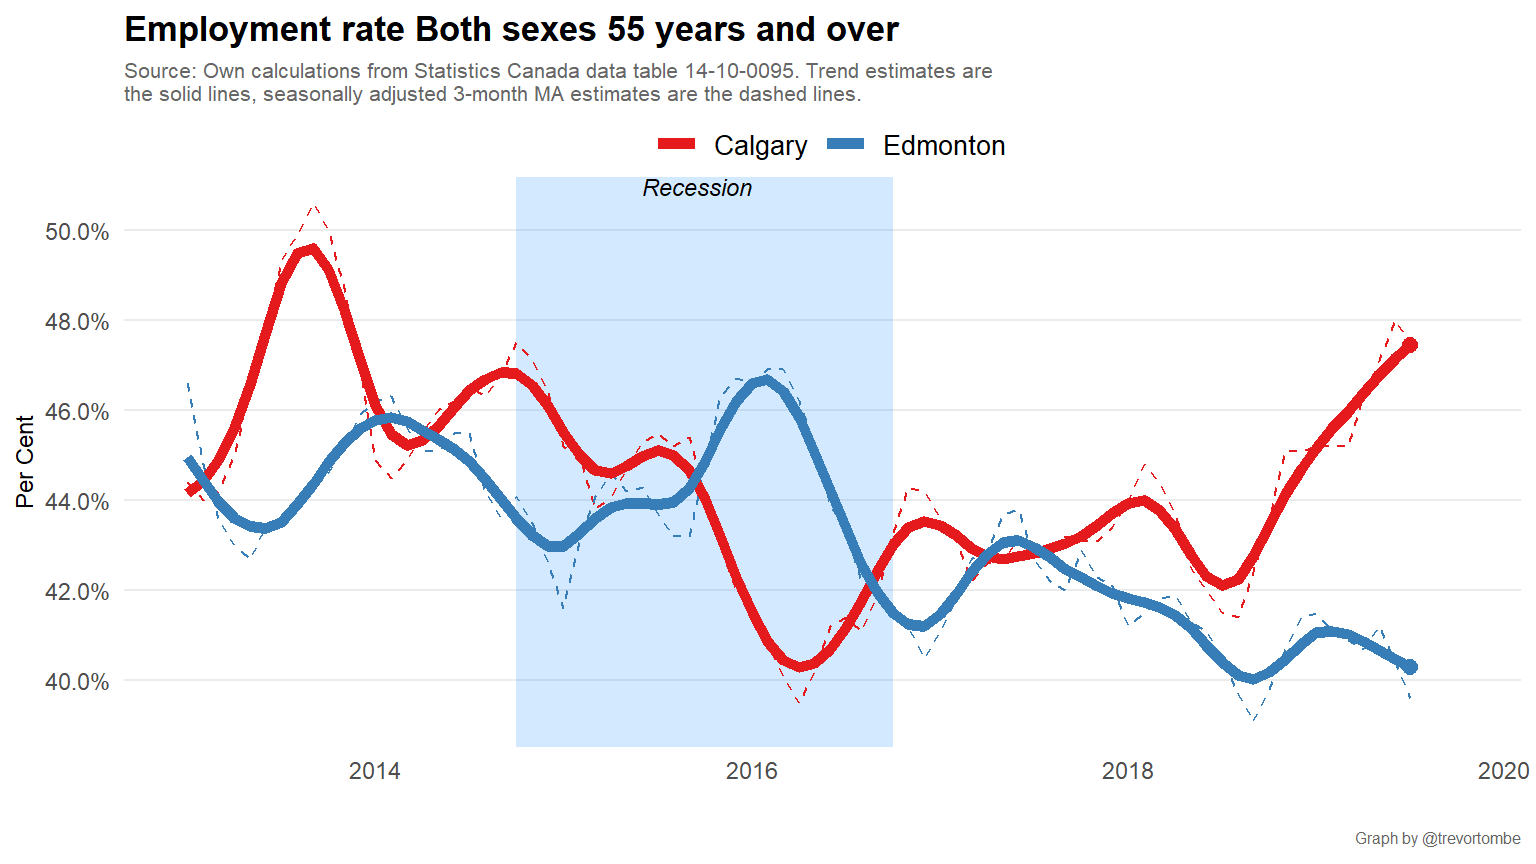 Employment rate Both sexes 55 years and over
Source: Own calculations from Statistics Canada data table 14-10-0095. Trend estimates are
the solid lines, seasonally adjusted 3-month MA estimates are the dashed lines.
Calgary Edmonton
Recession
50.0%
48.0%
46.0%
44.0%
42.0%
40.0%
Per Cent
2014 2016 2018 2020
Graph by @trevortombe